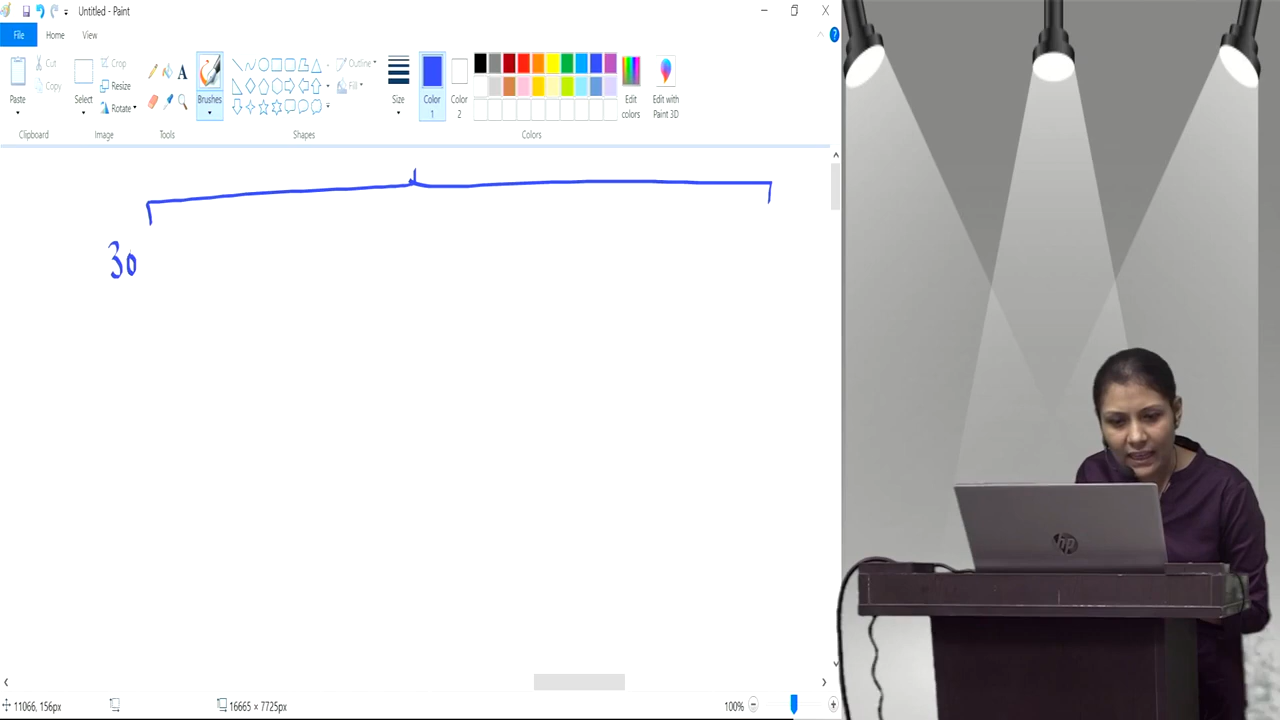 Untitled - Paint
File Home View
Paste Cut Copy Clipboard
Select Crop Resize Rotate Image
A Tools
Brushes
Shapes Outline Fill
Size
Color 1 Color 2
Edit colors Edit with Paint 3D
Colors
30
hp
11066, 156px 16665 × 7725px 100%